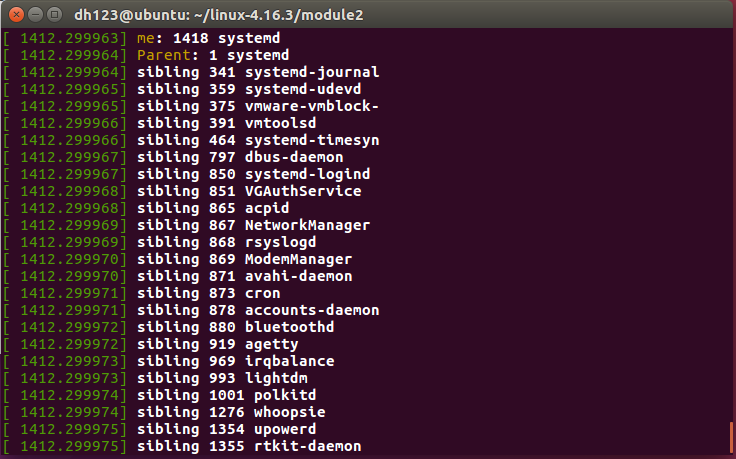 dh123@ubuntu: ~/linux-4.16.3/module2
[ 1412.299963] me: 1418 systemd
[ 1412.299964] Parent: 1 systemd
[ 1412.299964] sibling 341 systemd-journal
[ 1412.299965] sibling 359 systemd-udevd
[ 1412.299965] sibling 375 vmware-vmblock-
[ 1412.299966] sibling 391 vmtoolsd
[ 1412.299966] sibling 464 systemd-timesyn
[ 1412.299967] sibling 797 dbus-daemon
[ 1412.299967] sibling 850 systemd-logind
[ 1412.299968] sibling 851 VGAuthService
[ 1412.299968] sibling 865 acpid
[ 1412.299969] sibling 867 NetworkManager
[ 1412.299969] sibling 868 rsyslogd
[ 1412.299970] sibling 869 ModemManager
[ 1412.299970] sibling 871 avahi-daemon
[ 1412.299971] sibling 873 cron
[ 1412.299971] sibling 878 accounts-daemon
[ 1412.299972] sibling 880 bluetoothd
[ 1412.299972] sibling 919 agetty
[ 1412.299973] sibling 969 irqbalance
[ 1412.299973] sibling 993 lightdm
[ 1412.299974] sibling 1001 polkitd
[ 1412.299974] sibling 1276 whoopsie
[ 1412.299975] sibling 1354 upowerd
[ 1412.299975] sibling 1355 rtkit-daemon